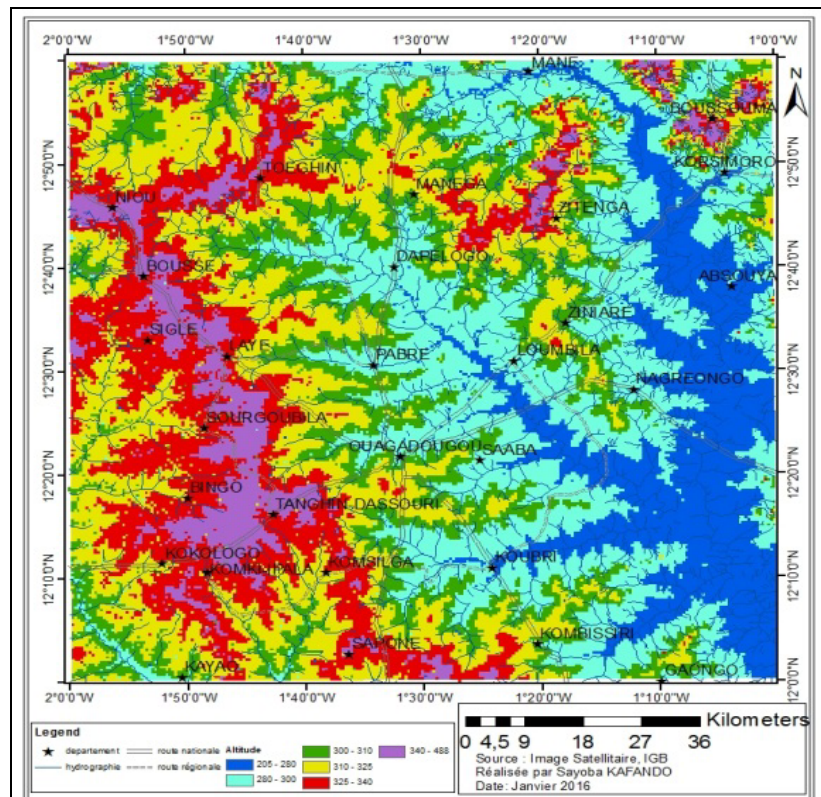 2°0'0"W 1°50'0"W 1°40'0"W 1°30'0"W 1°20'0"W 1°10'0"W 1°0'0"W
N
MANE
BOUSSOUMA
12°50'0"N
KORSIMORO
12°50'0"N
TOEGHIN
MANEGA
NIOU
ZITENGA
12°40'0"N
DAPELOGO
12°40'0"N
BOUSSE
ABSOUYA
ZINIARE
SIGLE
LAYE
PABRE
LOUMBILA
12°30'0"N
12°30'0"N
NAGREONGO
SOURGOUBILA
OUAGADOUGOU
SAABA
12°20'0"N
12°20'0"N
BINGO
TANGHIN DASSOURI
KOKOLOGO
KOMSILGA
KOUBRI
12°10'0"N
12°10'0"N
KOMBISSIRI
SAPONE
KAYAO
GAONGO
12°0'0"N
12°0'0"N
2°0'0"W 1°50'0"W 1°40'0"W 1°30'0"W 1°20'0"W 1°10'0"W 1°0'0"W
Legend
departement
route nationale
Altitude
300 - 310
340 - 488
hydrographie
route régionale
205 - 280
310 - 325
280 - 300
325 - 340
Kilometers
0 4,5 9 18 27 36
Source : Image Satellitaire, IGB
Réalisée par Sayoba KAFANDO
Date: Janvier 2016